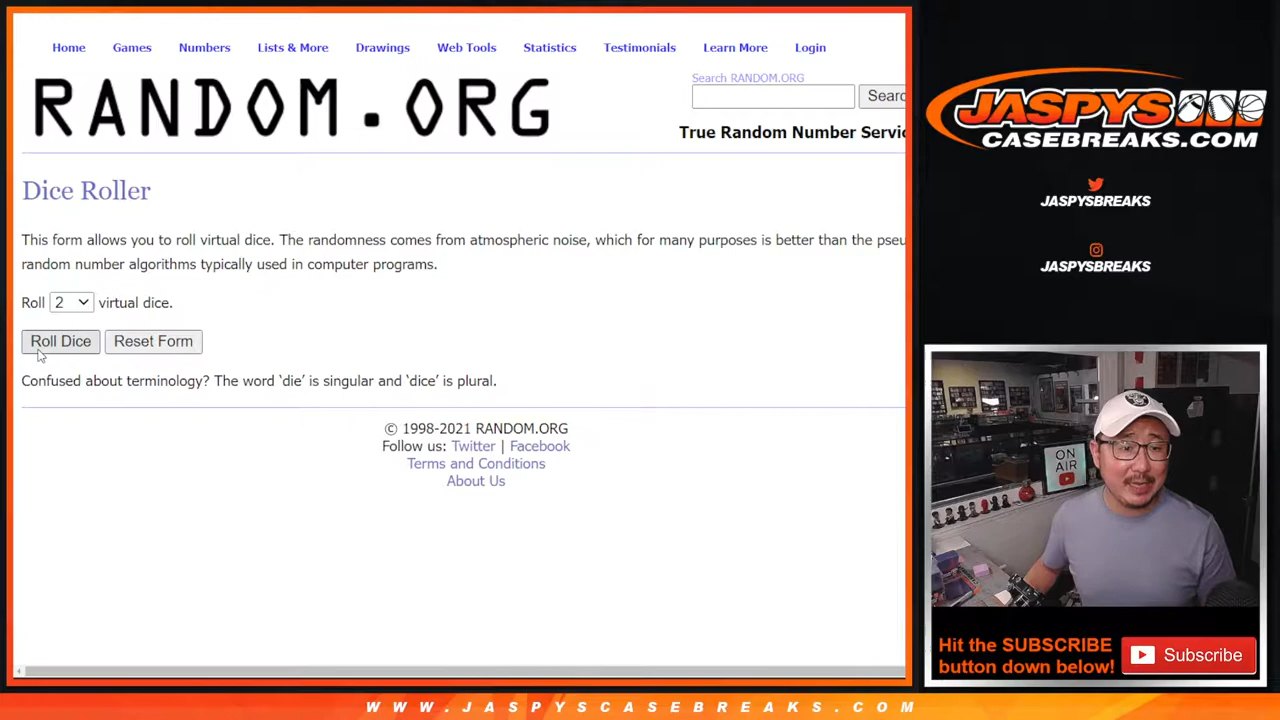 Home Games Numbers Lists & More Drawings Web Tools Statistics Testimonials Learn More Login
RANDOM.ORG
Search RANDOM.ORG
Searc
True Random Number Servic
Dice Roller
This form allows you to roll virtual dice. The randomness comes from atmospheric noise, which for many purposes is better than the pseu
random number algorithms typically used in computer programs.
Roll 2 virtual dice.
Roll Dice Reset Form
Confused about terminology? The word ‘die’ is singular and ‘dice’ is plural.
© 1998-2021 RANDOM.ORG
Follow us: Twitter | Facebook
Terms and Conditions
About Us
JASPYS
CASEBREAKS.COM
JASPYSBREAKS
JASPYSBREAKS
ON
AIR
Hit the SUBSCRIBE
button down below!
Subscribe
WWW.JASPYSCASEBREAKS.COM